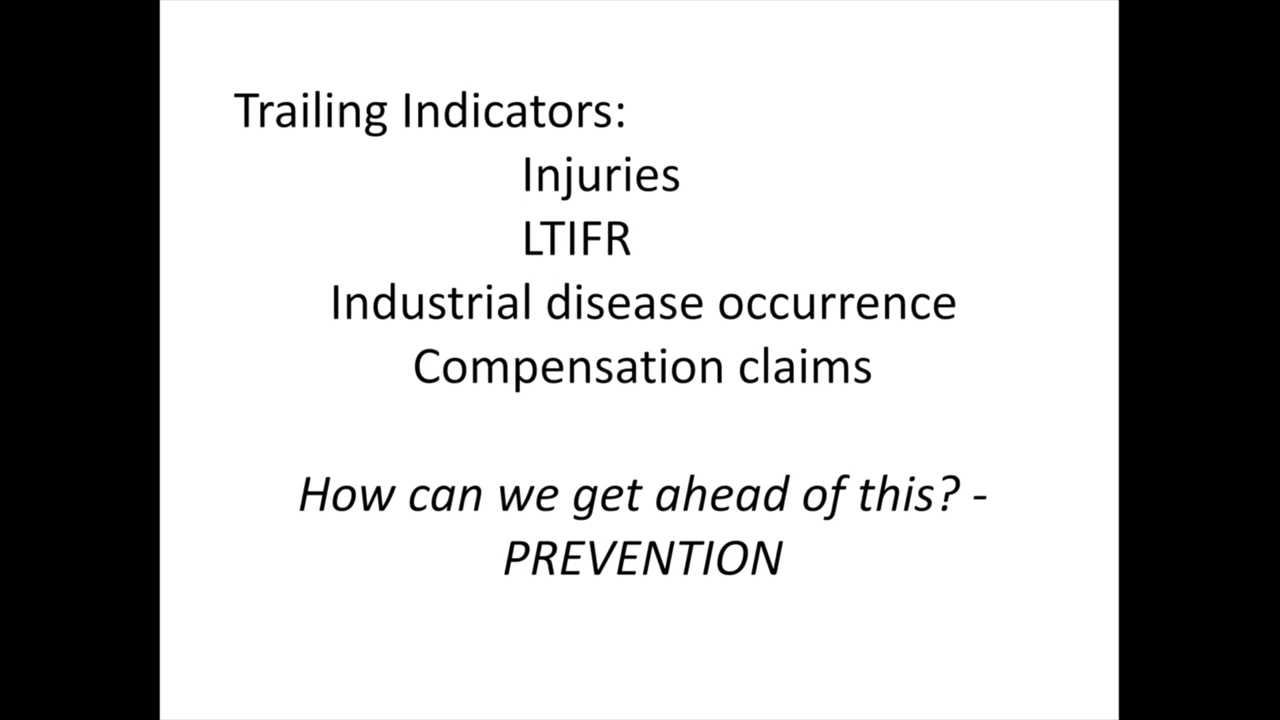 Trailing Indicators:
Injuries
LTIFR
Industrial disease occurrence
Compensation claims
How can we get ahead of this? -
PREVENTION